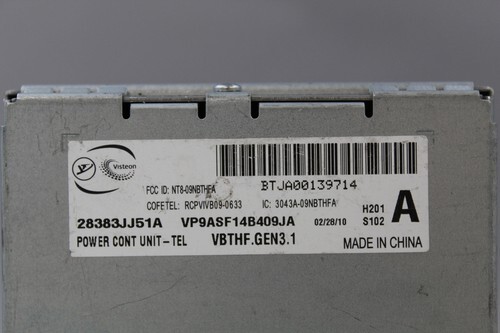 Visteon
FCC ID: NT8-09NBTHFA
BTJA00139714
COFETEL: RCPVIVB09-0633 IC: 3043A-09NBTHFA
28383JJ51A VP9ASF14B409JA 02/28/10
H201
S102
A
POWER CONT UNIT-TEL VBTHF.GEN3.1 MADE IN CHINA